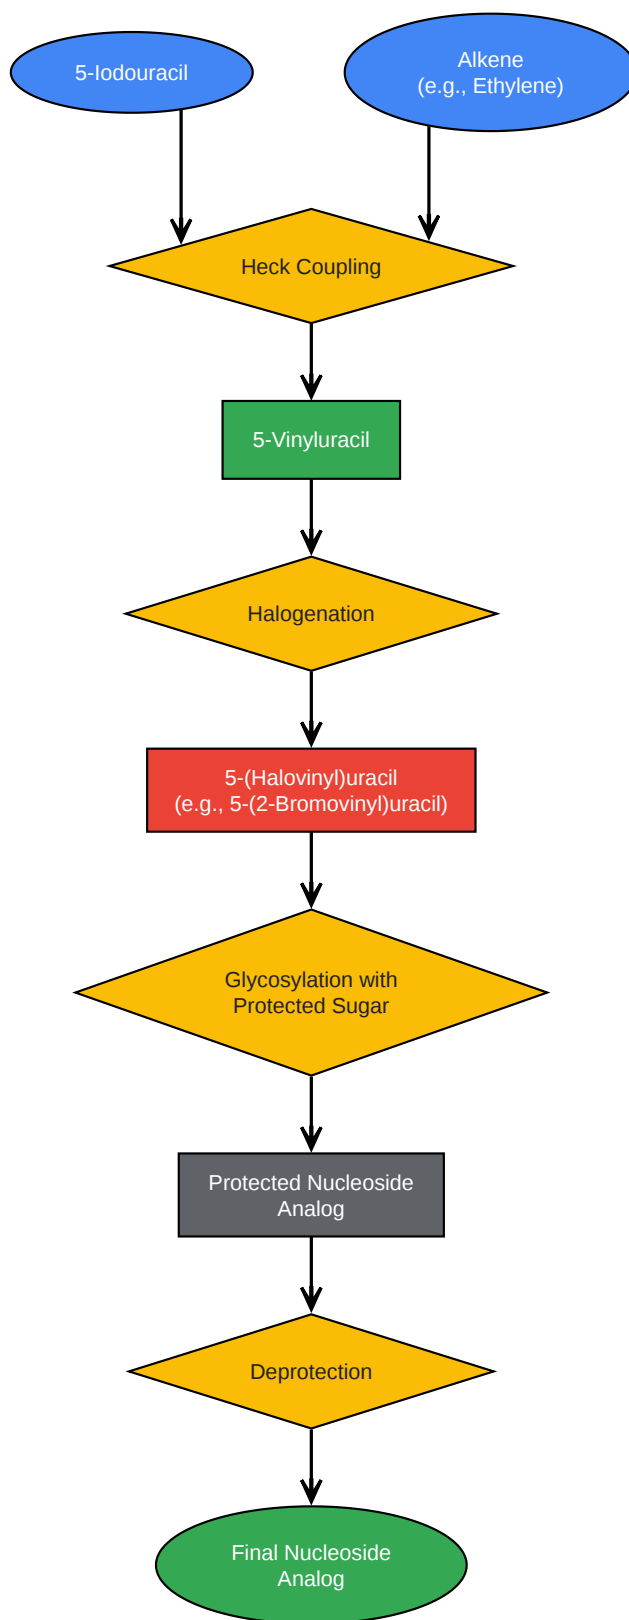 5-Iodouracil
Alkene
(e.g., Ethylene)
Heck Coupling
5-Vinyluracil
Halogenation
5-(Halovinyl)uracil
(e.g., 5-(2-Bromovinyl)uracil)
Glycosylation with
Protected Sugar
Protected Nucleoside
Analog
Deprotection
Final Nucleoside
Analog